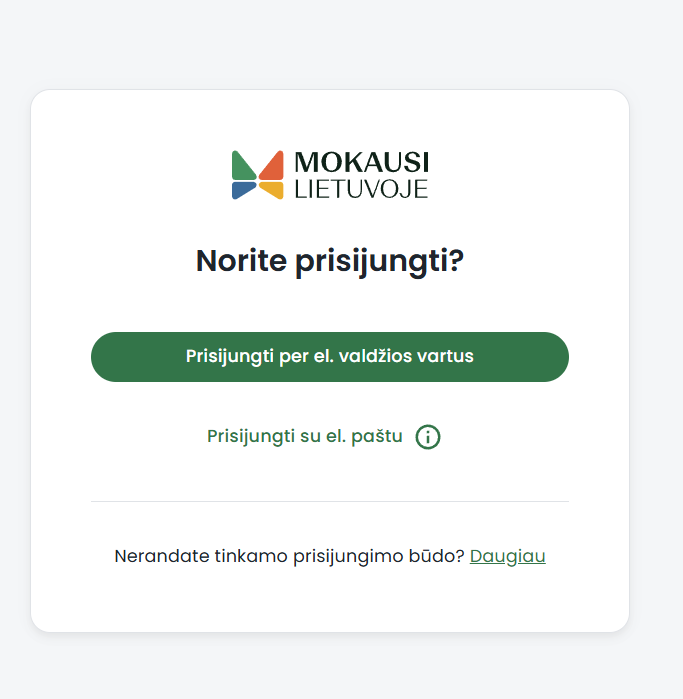 MOKAUSI
LIETUVOJE
Norite prisijungti?
Prisijungti per el. valdžios vartus
Prisijungti su el. paštu
Nerandate tinkamo prisijungimo būdo? Daugiau